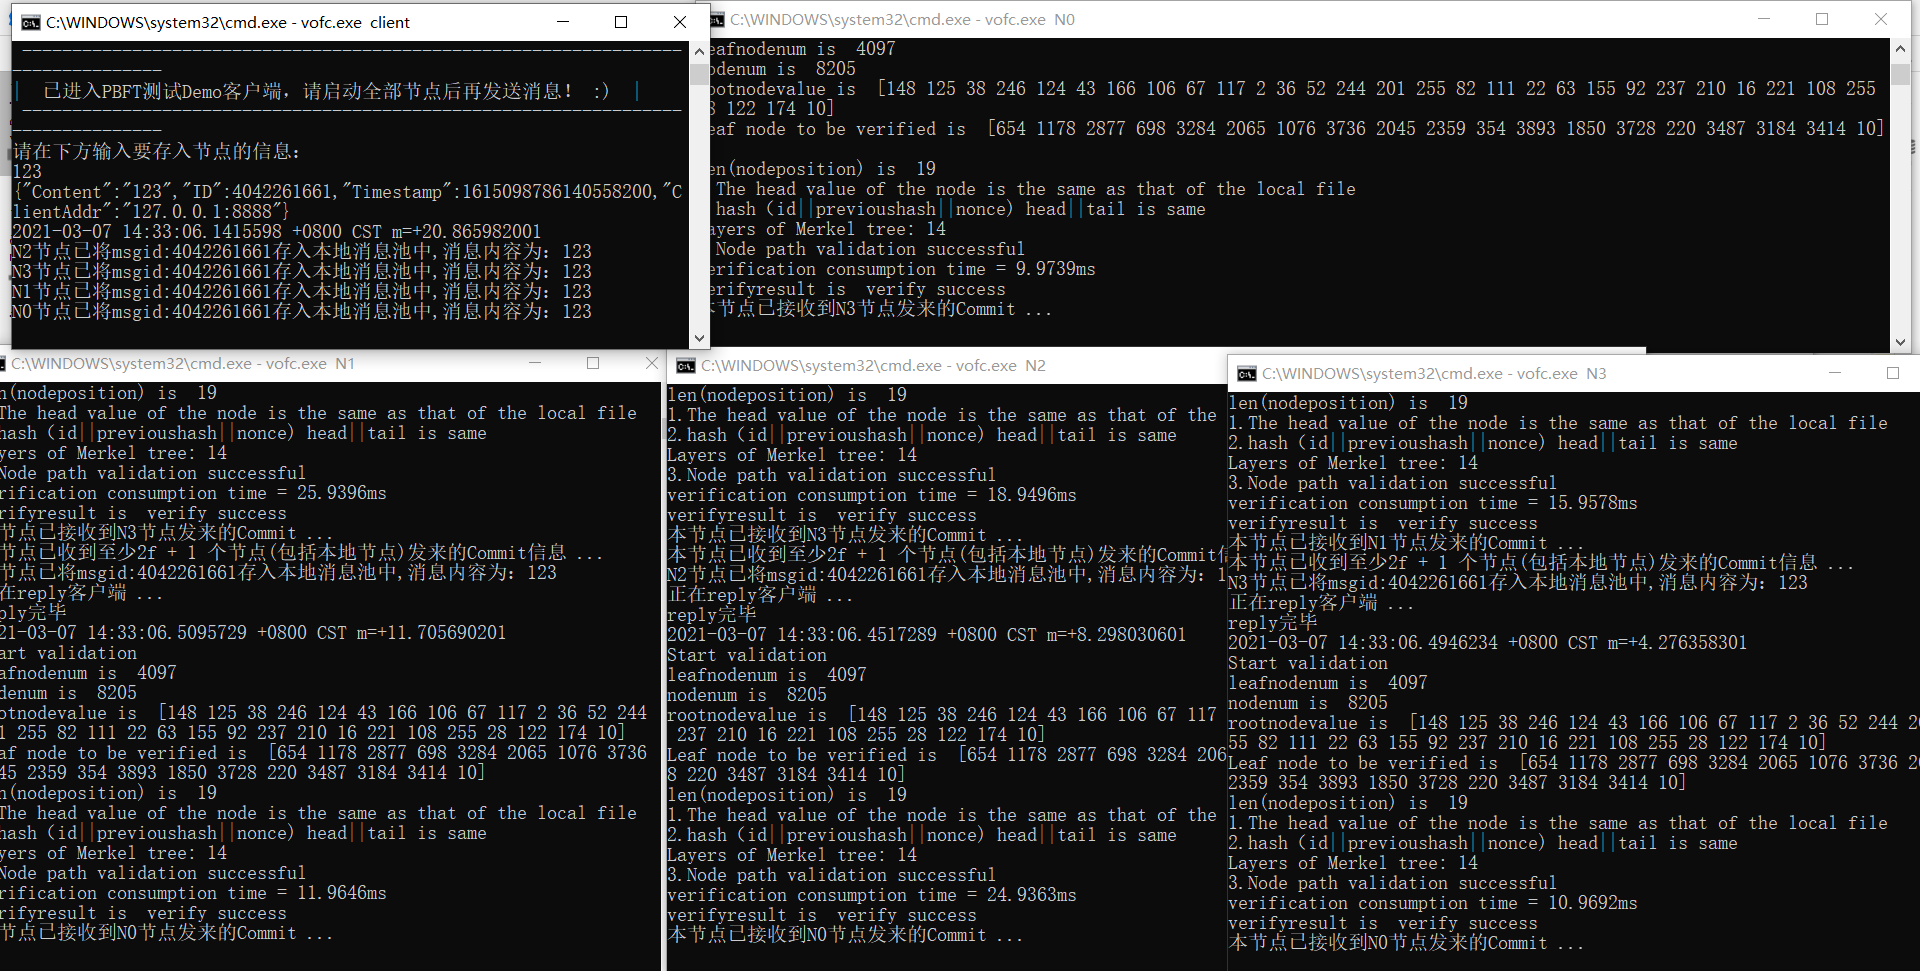 C:\WINDOWS\system32\cmd.exe - vofc.exe  client
已进入PBFT测试Demo客户端，请启动全部节点后再发送消息！ :)
请在下方输入要存入节点的信息：
123
{"Content":"123","ID":4042261661,"Timestamp":1615098786140558200,"C
lientAddr":"127.0.0.1:8888"}
2021-03-07 14:33:06.1415598 +0800 CST m=+20.865982001
N2节点已将msgid:4042261661存入本地消息池中,消息内容为：123
N3节点已将msgid:4042261661存入本地消息池中,消息内容为：123
N1节点已将msgid:4042261661存入本地消息池中,消息内容为：123
N0节点已将msgid:4042261661存入本地消息池中,消息内容为：123
C:\WINDOWS\system32\cmd.exe - vofc.exe  N0
eafnodenum is  4097
odenum is  8205
ootnodevalue is  [148 125 38 246 124 43 166 106 67 117 2 36 52 244 201 255 82 111 22 63 155 92 237 210 16 221 108 255
8 122 174 10]
eaf node to be verified is  [654 1178 2877 698 3284 2065 1076 3736 2045 2359 354 3893 1850 3728 220 3487 3184 3414 10]
en(nodeposition) is  19
The head value of the node is the same as that of the local file
hash (id||previoushash||nonce) head||tail is same
ayers of Merkel tree: 14
Node path validation successful
erification consumption time = 9.9739ms
erifyresult is  verify success
节点已接收到N3节点发来的Commit ...
C:\WINDOWS\system32\cmd.exe - vofc.exe  N1
n(nodeposition) is  19
The head value of the node is the same as that of the local file
hash (id||previoushash||nonce) head||tail is same
yers of Merkel tree: 14
Node path validation successful
rification consumption time = 25.9396ms
rifyresult is  verify success
节点已接收到N3节点发来的Commit ...
节点已收到至少2f + 1 个节点(包括本地节点)发来的Commit信息 ...
节点已将msgid:4042261661存入本地消息池中,消息内容为：123
在reply客户端 ...
ply完毕
21-03-07 14:33:06.5095729 +0800 CST m=+11.705690201
art validation
afnodenum is  4097
denum is  8205
otnodevalue is  [148 125 38 246 124 43 166 106 67 117 2 36 52 244
1 255 82 111 22 63 155 92 237 210 16 221 108 255 28 122 174 10]
af node to be verified is  [654 1178 2877 698 3284 2065 1076 3736
45 2359 354 3893 1850 3728 220 3487 3184 3414 10]
n(nodeposition) is  19
The head value of the node is the same as that of the local file
hash (id||previoushash||nonce) head||tail is same
yers of Merkel tree: 14
Node path validation successful
rification consumption time = 11.9646ms
rifyresult is  verify success
节点已接收到N0节点发来的Commit ...
C:\WINDOWS\system32\cmd.exe - vofc.exe  N2
len(nodeposition) is  19
1.The head value of the node is the same as that of the
2.hash (id||previoushash||nonce) head||tail is same
Layers of Merkel tree: 14
3.Node path validation successful
verification consumption time = 18.9496ms
verifyresult is  verify success
本节点已接收到N3节点发来的Commit ...
本节点已收到至少2f + 1 个节点(包括本地节点)发来的Commit信
N2节点已将msgid:4042261661存入本地消息池中,消息内容为：1
正在reply客户端 ...
reply完毕
2021-03-07 14:33:06.4517289 +0800 CST m=+8.298030601
Start validation
leafnodenum is  4097
nodenum is  8205
rootnodevalue is  [148 125 38 246 124 43 166 106 67 117
237 210 16 221 108 255 28 122 174 10]
Leaf node to be verified is  [654 1178 2877 698 3284 206
8 220 3487 3184 3414 10]
len(nodeposition) is  19
1.The head value of the node is the same as that of the
2.hash (id||previoushash||nonce) head||tail is same
Layers of Merkel tree: 14
3.Node path validation successful
verification consumption time = 24.9363ms
verifyresult is  verify success
本节点已接收到N0节点发来的Commit ...
C:\WINDOWS\system32\cmd.exe - vofc.exe  N3
len(nodeposition) is  19
1.The head value of the node is the same as that of the local file
2.hash (id||previoushash||nonce) head||tail is same
Layers of Merkel tree: 14
3.Node path validation successful
verification consumption time = 15.9578ms
verifyresult is  verify success
本节点已接收到N1节点发来的Commit ...
本节点已收到至少2f + 1 个节点(包括本地节点)发来的Commit信息 ...
N3节点已将msgid:4042261661存入本地消息池中,消息内容为：123
正在reply客户端 ...
reply完毕
2021-03-07 14:33:06.4946234 +0800 CST m=+4.276358301
Start validation
leafnodenum is  4097
nodenum is  8205
rootnodevalue is  [148 125 38 246 124 43 166 106 67 117 2 36 52 244 20
55 82 111 22 63 155 92 237 210 16 221 108 255 28 122 174 10]
Leaf node to be verified is  [654 1178 2877 698 3284 2065 1076 3736 20
2359 354 3893 1850 3728 220 3487 3184 3414 10]
len(nodeposition) is  19
1.The head value of the node is the same as that of the local file
2.hash (id||previoushash||nonce) head||tail is same
Layers of Merkel tree: 14
3.Node path validation successful
verification consumption time = 10.9692ms
verifyresult is  verify success
本节点已接收到N0节点发来的Commit ...